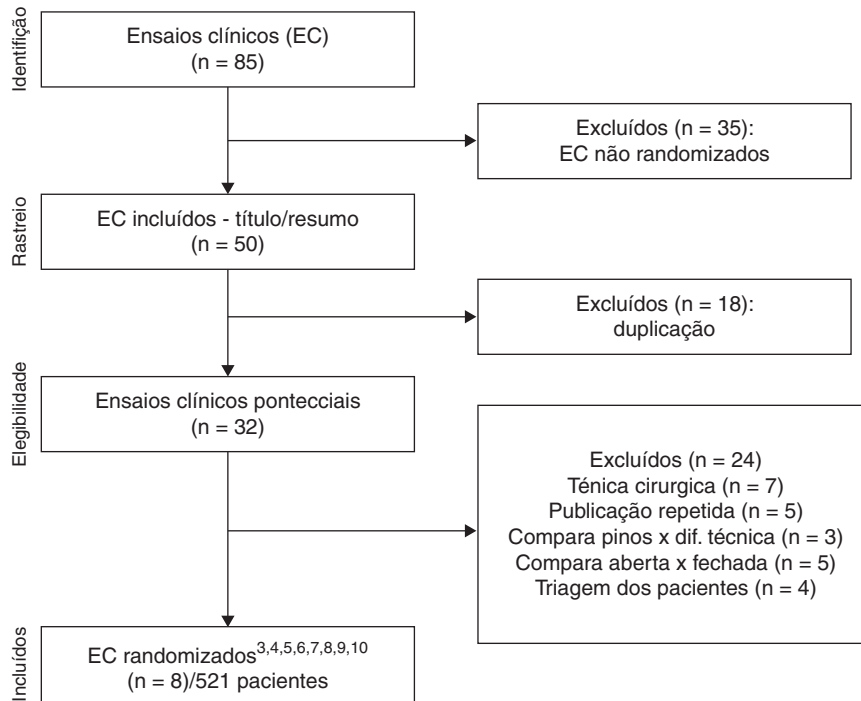 Identifição
Ensaios clínicos (EC)
(n = 85)
Excluídos (n = 35):
EC não randomizados
Rastreio
EC incluídos - título/resumo
(n = 50)
Excluídos (n = 18):
duplicação
Elegibilidade
Ensaios clínicos pontecciais
(n = 32)
Excluídos (n = 24)
Ténica cirurgica (n = 7)
Publicação repetida (n = 5)
Compara pinos x dif. técnica (n = 3)
Compara aberta x fechada (n = 5)
Triagem dos pacientes (n = 4)
Incluídos
EC randomizados3,4,5,6,7,8,9,10
(n = 8)/521 pacientes